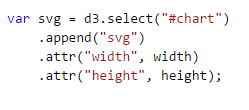 var svg = d3.select("#chart")
    .append("svg")
    .attr("width", width)
    .attr("height", height);